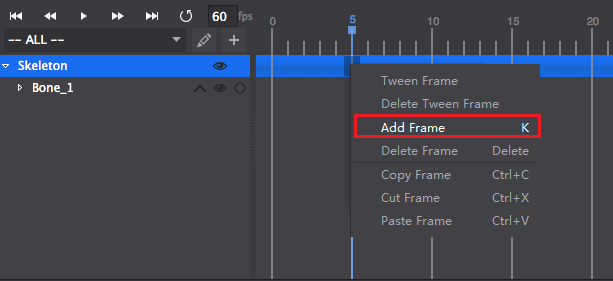 60 fps
0 5 10 15 20
-- ALL --
Skeleton
Bone_1
Tween Frame
Delete Tween Frame
Add Frame K
Delete Frame Delete
Copy Frame Ctrl+C
Cut Frame Ctrl+X
Paste Frame Ctrl+V